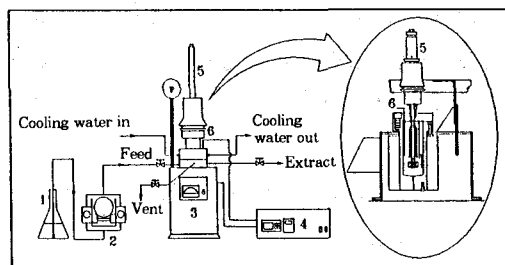 5
5
P
6
Cooling water in
Cooling water out
6
Feed
Extract
1
Vent
3
4
2